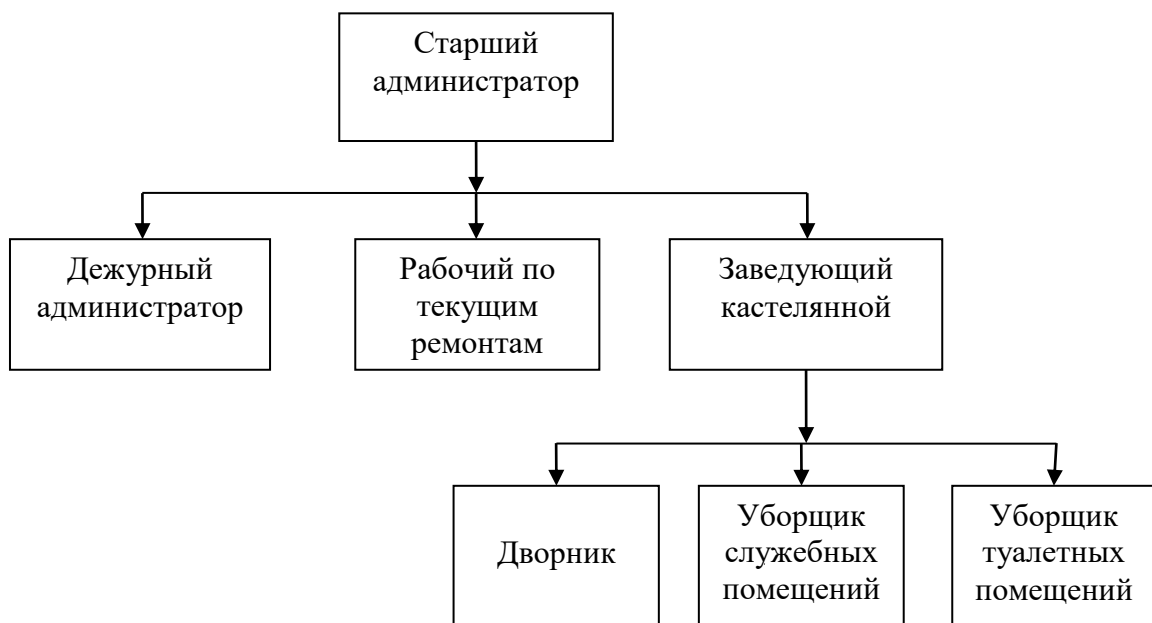 Старший
администратор
Дежурный
администратор
Рабочий по
текущим
ремонтам
Заведующий
кастелянной
Дворник
Уборщик
служебных
помещений
Уборщик
туалетных
помещений